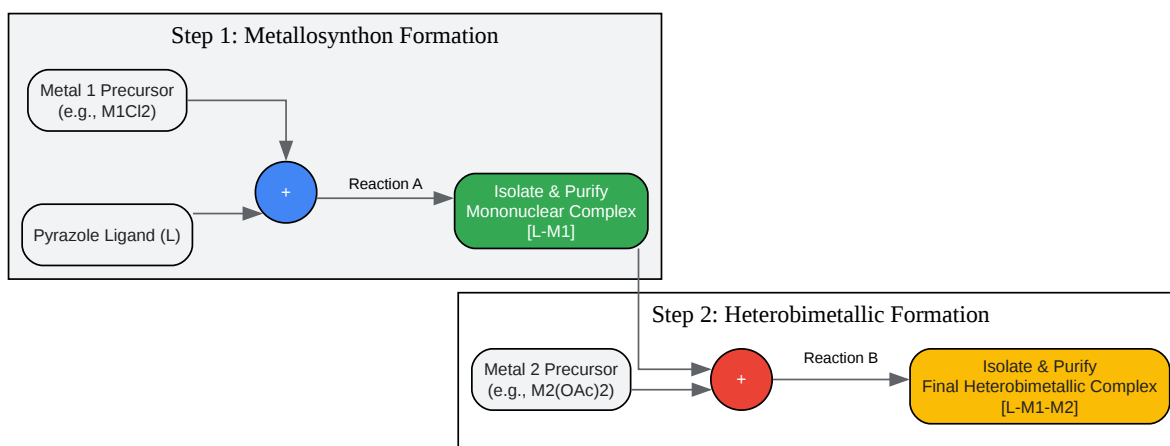 Step 1: Metallosynthon Formation
Metal 1 Precursor
(e.g., M1Cl2)
+
Reaction A
Isolate & Purify
Mononuclear Complex
[L-M1]
Pyrazole Ligand (L)
Step 2: Heterobimetallic Formation
Metal 2 Precursor
(e.g., M2(OAc)2)
+
Reaction B
Isolate & Purify
Final Heterobimetallic Complex
[L-M1-M2]